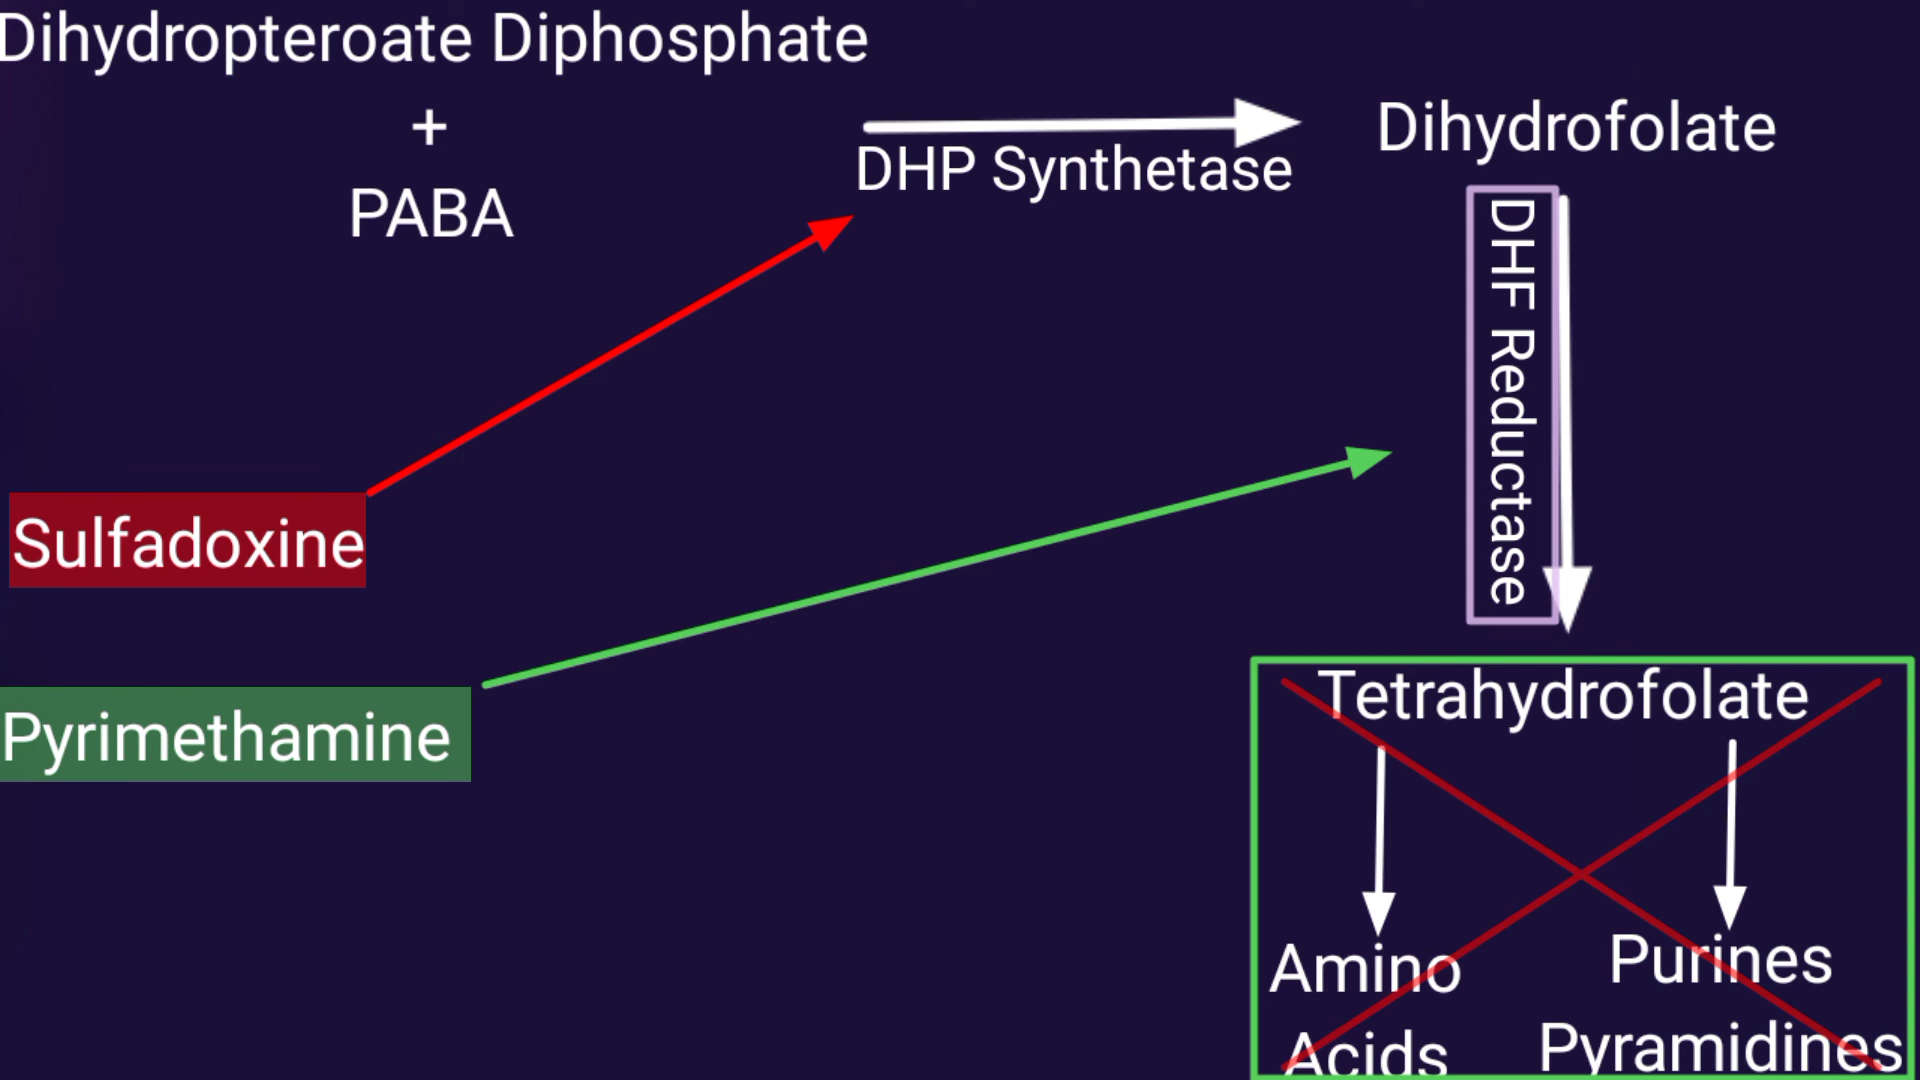 Dihydropteroate Diphosphate
+
PABA
DHP Synthetase
Dihydrofolate
DHF Reductase
Sulfadoxine
Pyrimethamine
Tetrahydrofolate
Amino
Acids
Purines
Pyramidines